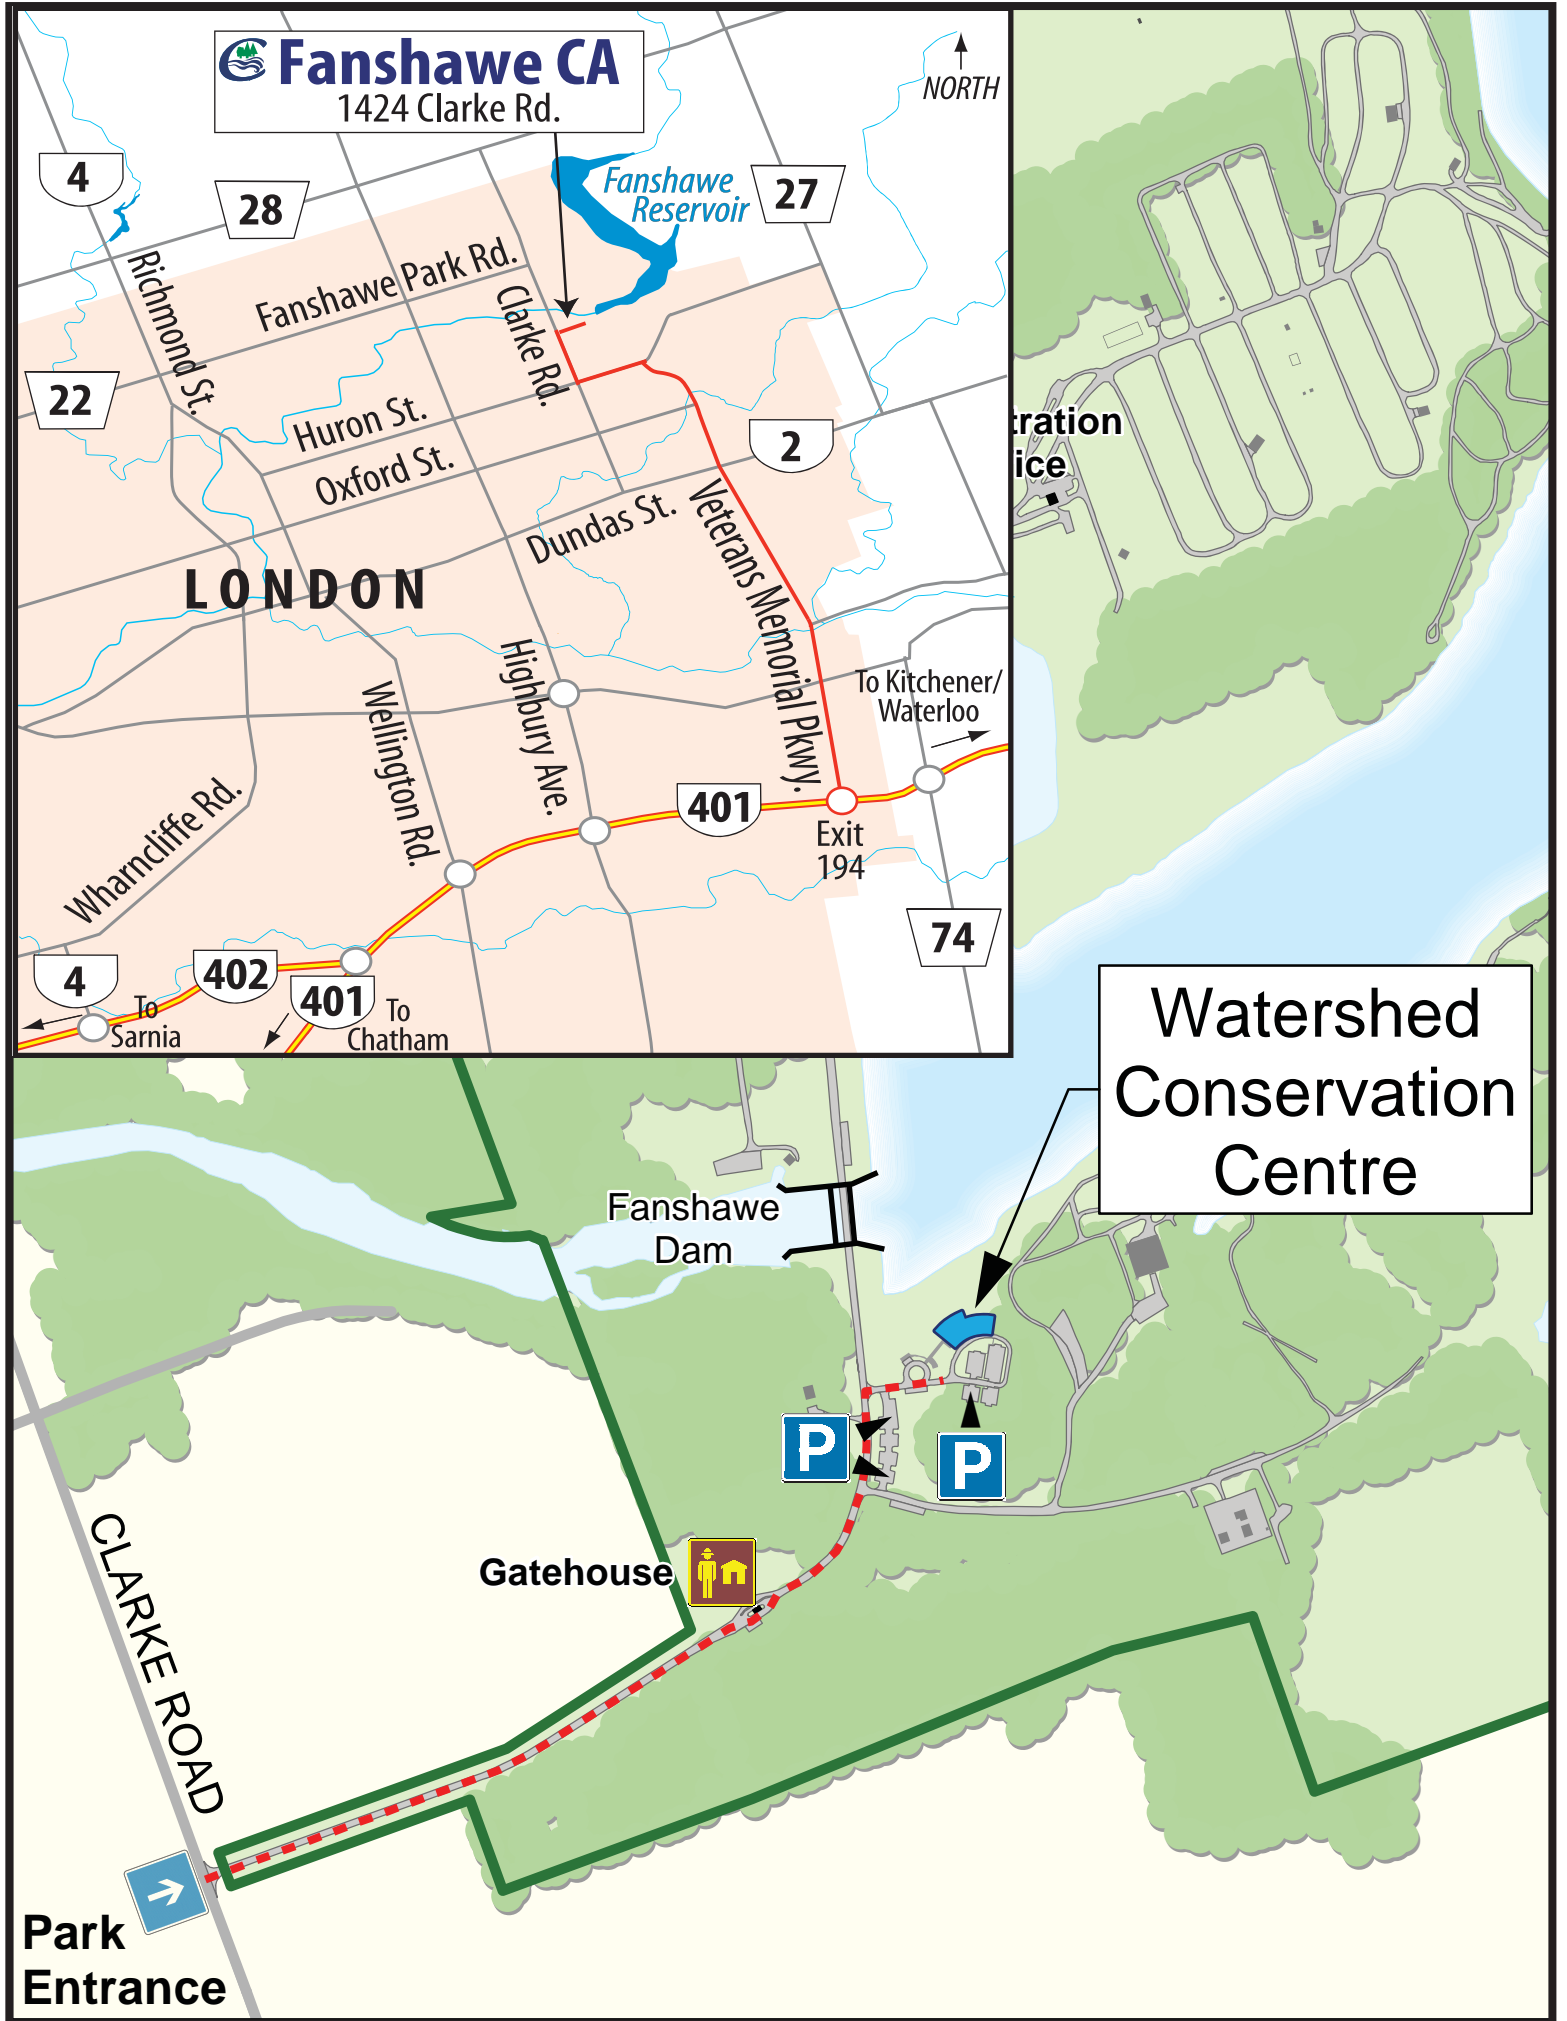 Fanshawe CA
1424 Clarke Rd.
NORTH
4
28
Fanshawe
Reservoir
27
Richmond St.
Fanshawe Park Rd.
Clarke Rd.
22
Huron St.
Oxford St.
2
Dundas St.
Veterans Memorial Pkwy.
LONDON
Highbury Ave.
Wellington Rd.
To Kitchener/
Waterloo
Wharncliffe Rd.
401
Exit
194
74
4
402
401
To
Sarnia
To
Chatham
tration
ice
Watershed
Conservation
Centre
Fanshawe
Dam
P
P
Gatehouse
CLARKE ROAD
Park
Entrance